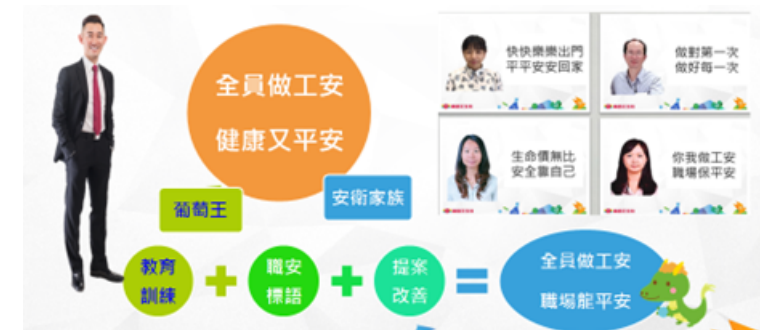 全員做工安
健康又平安
葡萄王
安衛家族
快快樂樂出門
平平安安回家
做對第一次
做好每一次
生命價無比
安全靠自己
你我做工安
職場保平安
教育
訓練
+
職安
標語
+
提案
改善
=
全員做工安
職場龍平安